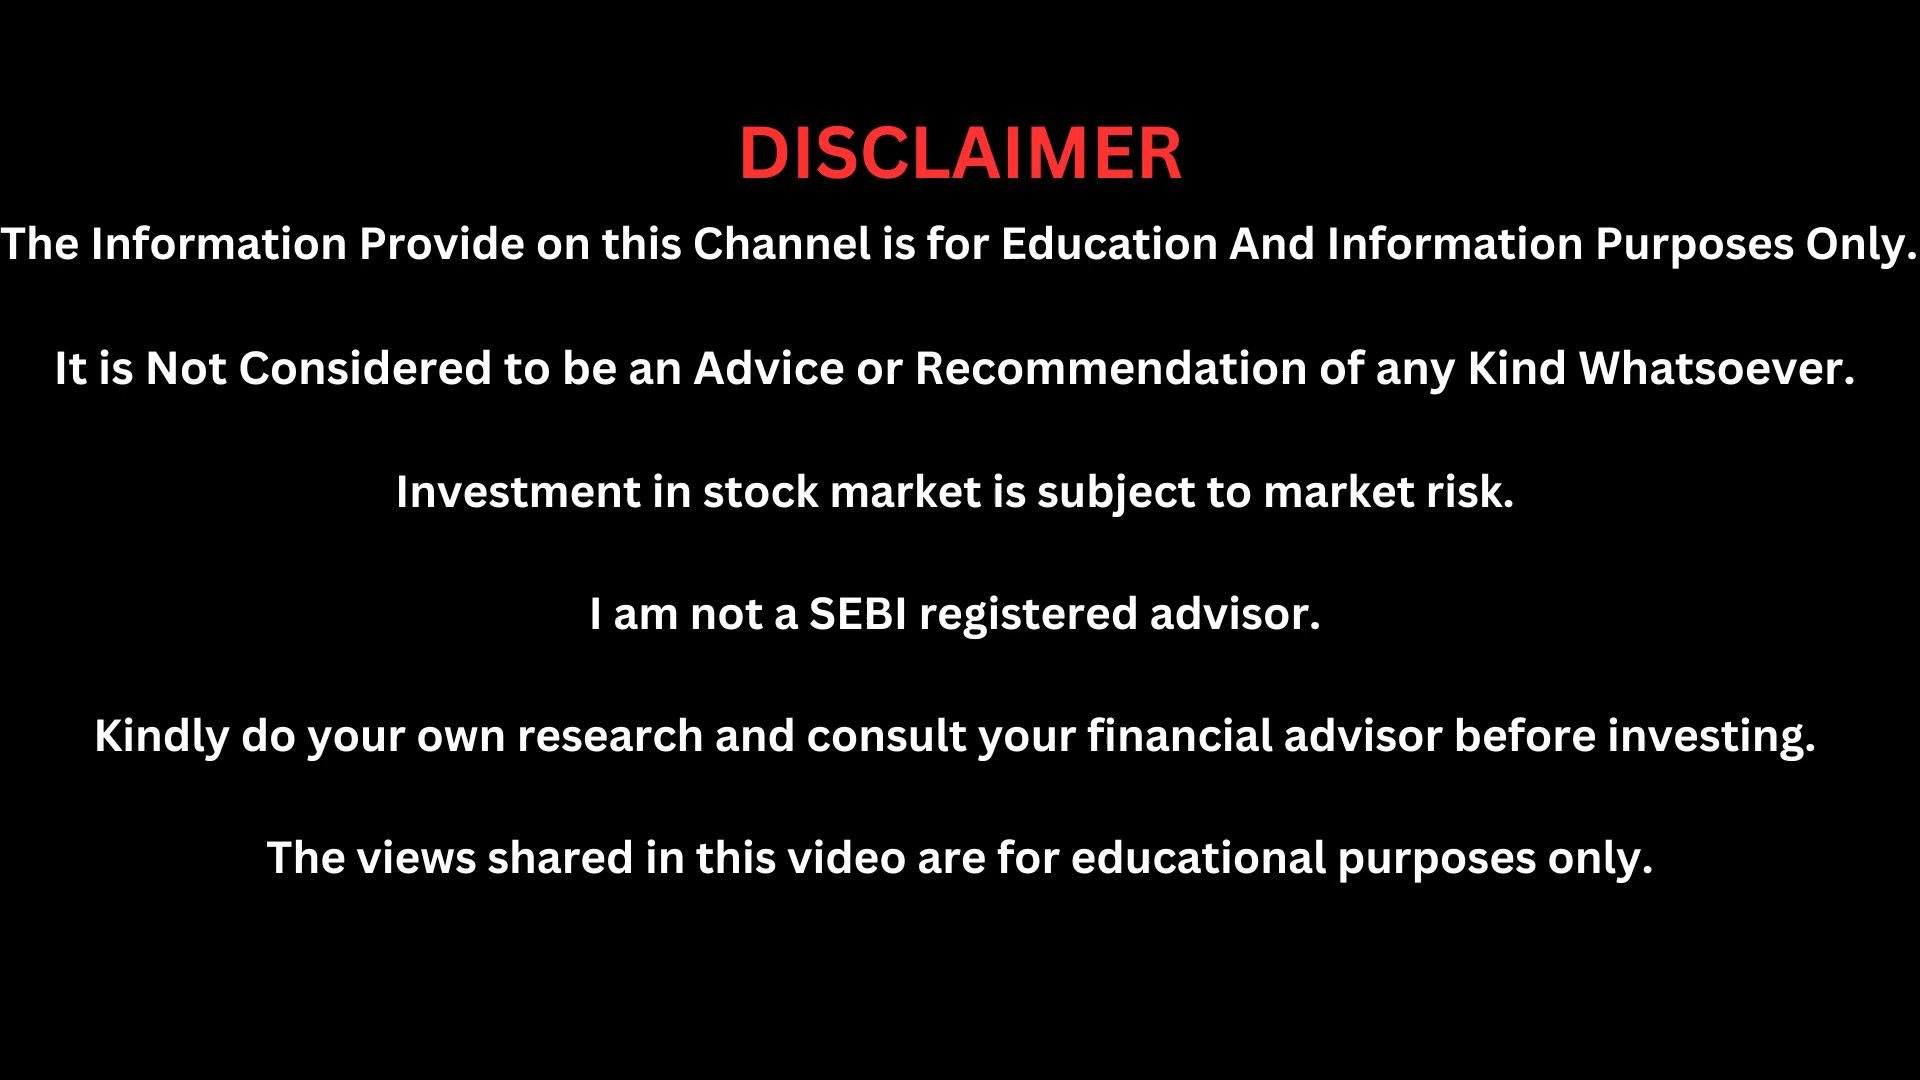 DISCLAIMER
The Information Provide on this Channel is for Education And Information Purposes Only.
It is Not Considered to be an Advice or Recommendation of any Kind Whatsoever.
Investment in stock market is subject to market risk.
I am not a SEBI registered advisor.
Kindly do your own research and consult your financial advisor before investing.
The views shared in this video are for educational purposes only.